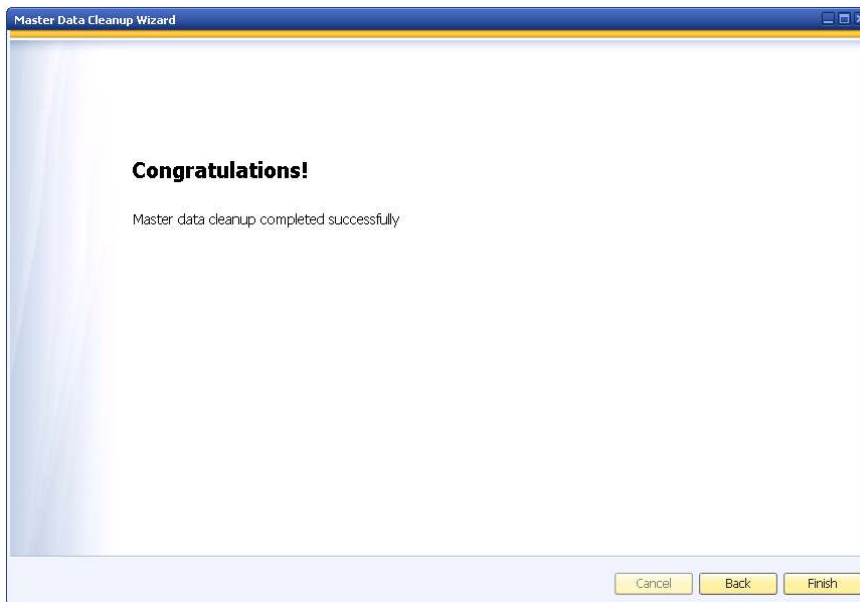 Master Data Cleanup Wizard
Congratulations!
Master data cleanup completed successfully
Cancel Back Finish